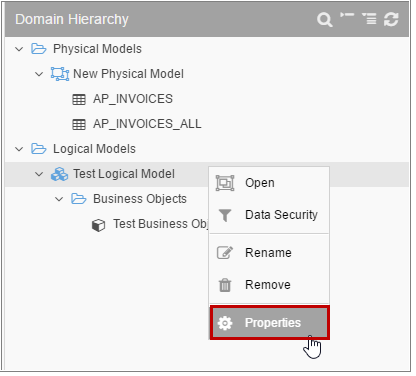 Domain Hierarchy
Physical Models
New Physical Model
AP_INVOICES
AP_INVOICES_ALL
Logical Models
Test Logical Model
Business Objects
Test Business Obj
Open
Data Security
Rename
Remove
Properties